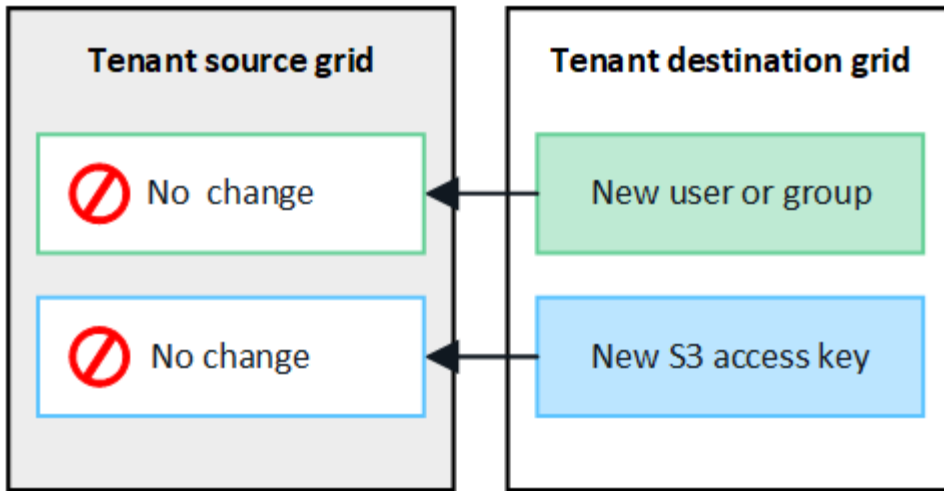 Tenant source grid
Tenant destination grid
No change
New user or group
No change
New S3 access key